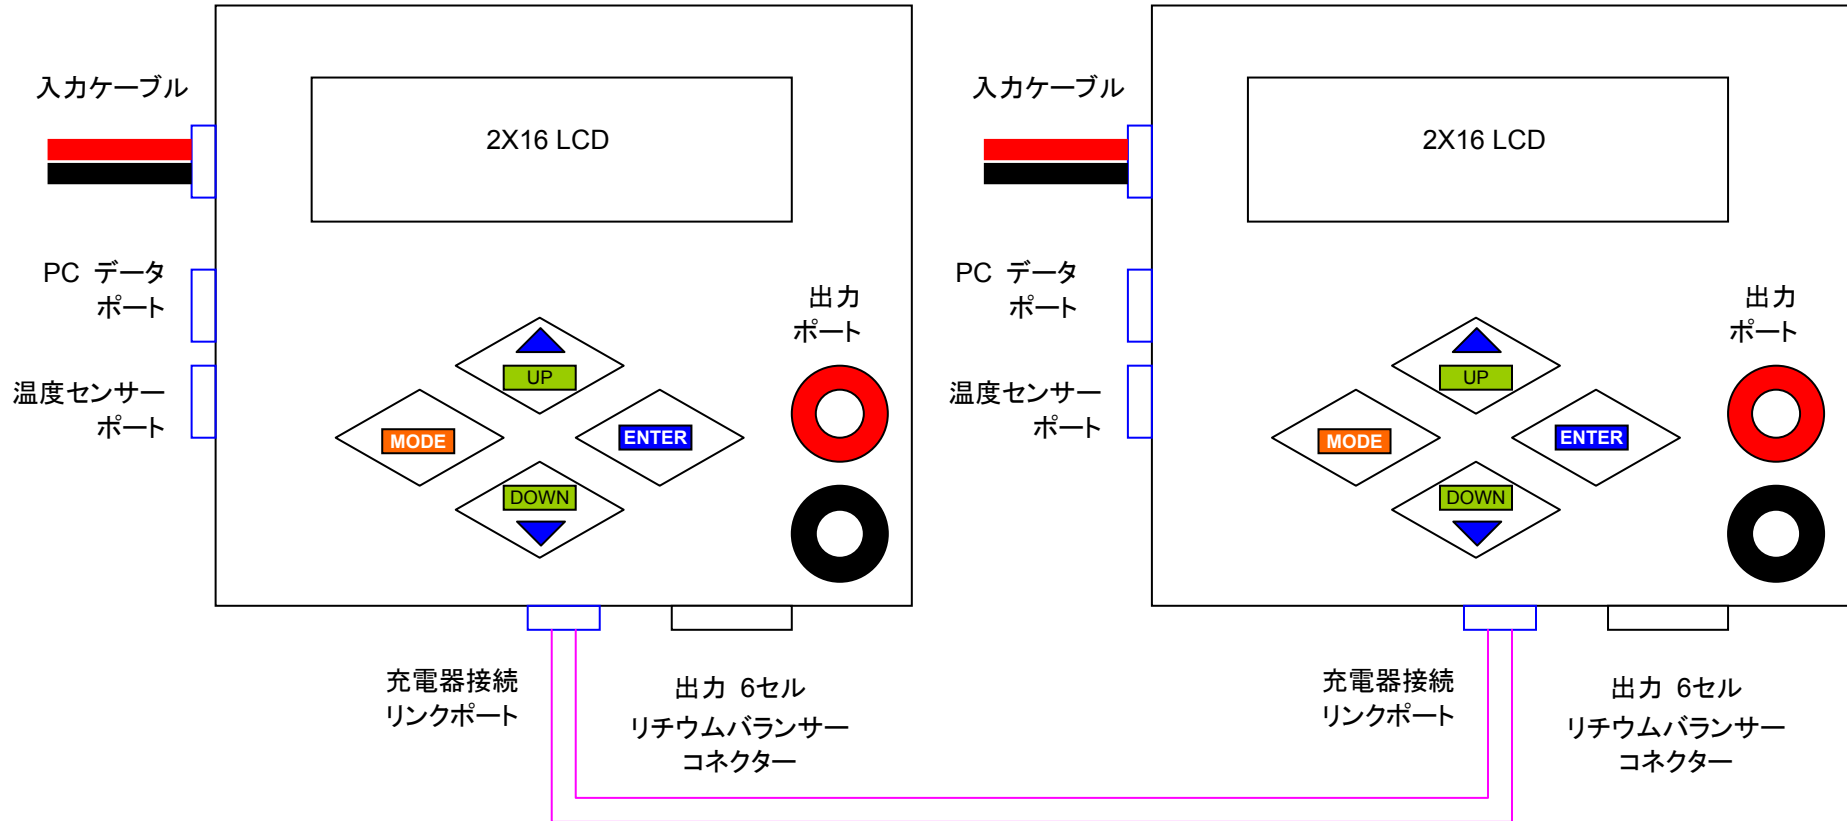 入力ケーブル
2X16 LCD
PC データ
ポート
温度センサー
ポート
出力
ポート
UP
MODE
ENTER
DOWN
充電器接続
リンクポート
出力 6セル
リチウムバランサー
コネクター
入力ケーブル
2X16 LCD
PC データ
ポート
温度センサー
ポート
出力
ポート
UP
MODE
ENTER
DOWN
充電器接続
リンクポート
出力 6セル
リチウムバランサー
コネクター